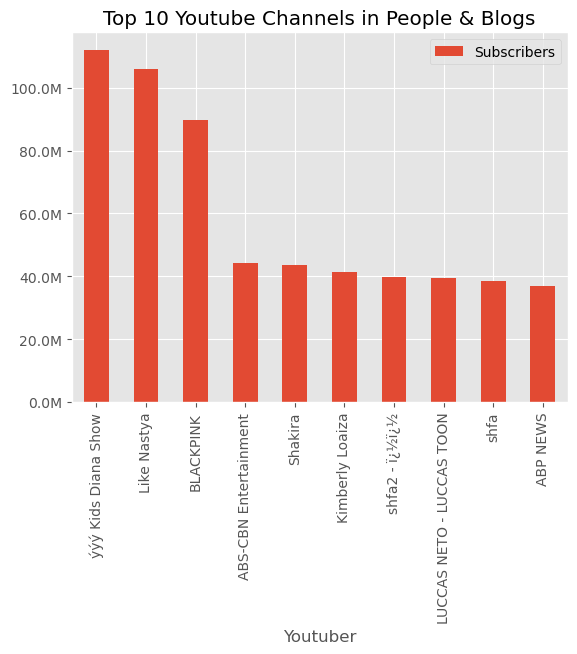 Top 10 Youtube Channels in People & Blogs
Subscribers
100.0M
80.0M
60.0M
40.0M
20.0M
0.0M
ýýý Kids Diana Show
Like Nastya
BLACKPINK
ABS-CBN Entertainment
Shakira
Kimberly Loaiza
shfa2 - ï¿½ï¿½
LUCCAS NETO - LUCCAS TOON
shfa
ABP NEWS
Youtuber